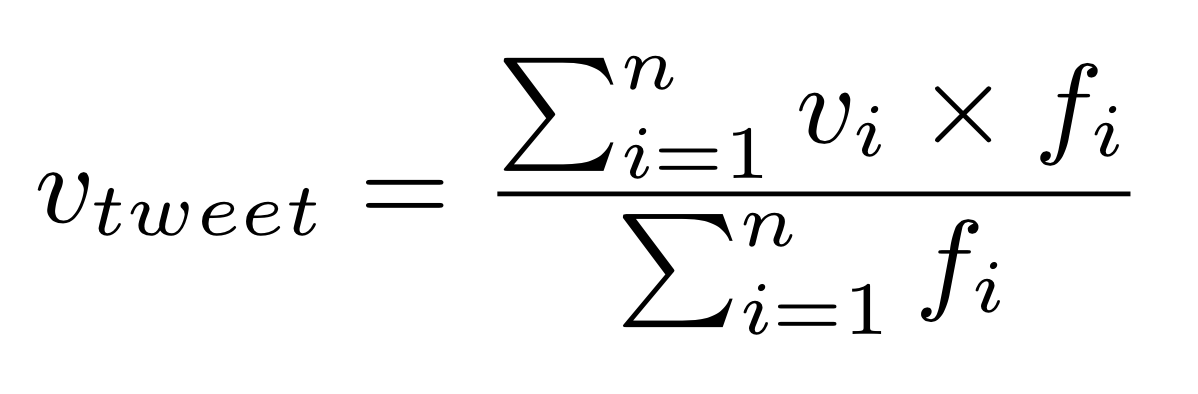 v_{tweet} = \frac{\sum_{i=1}^{n} v_i \times f_i}{\sum_{i=1}^{n} f_i}